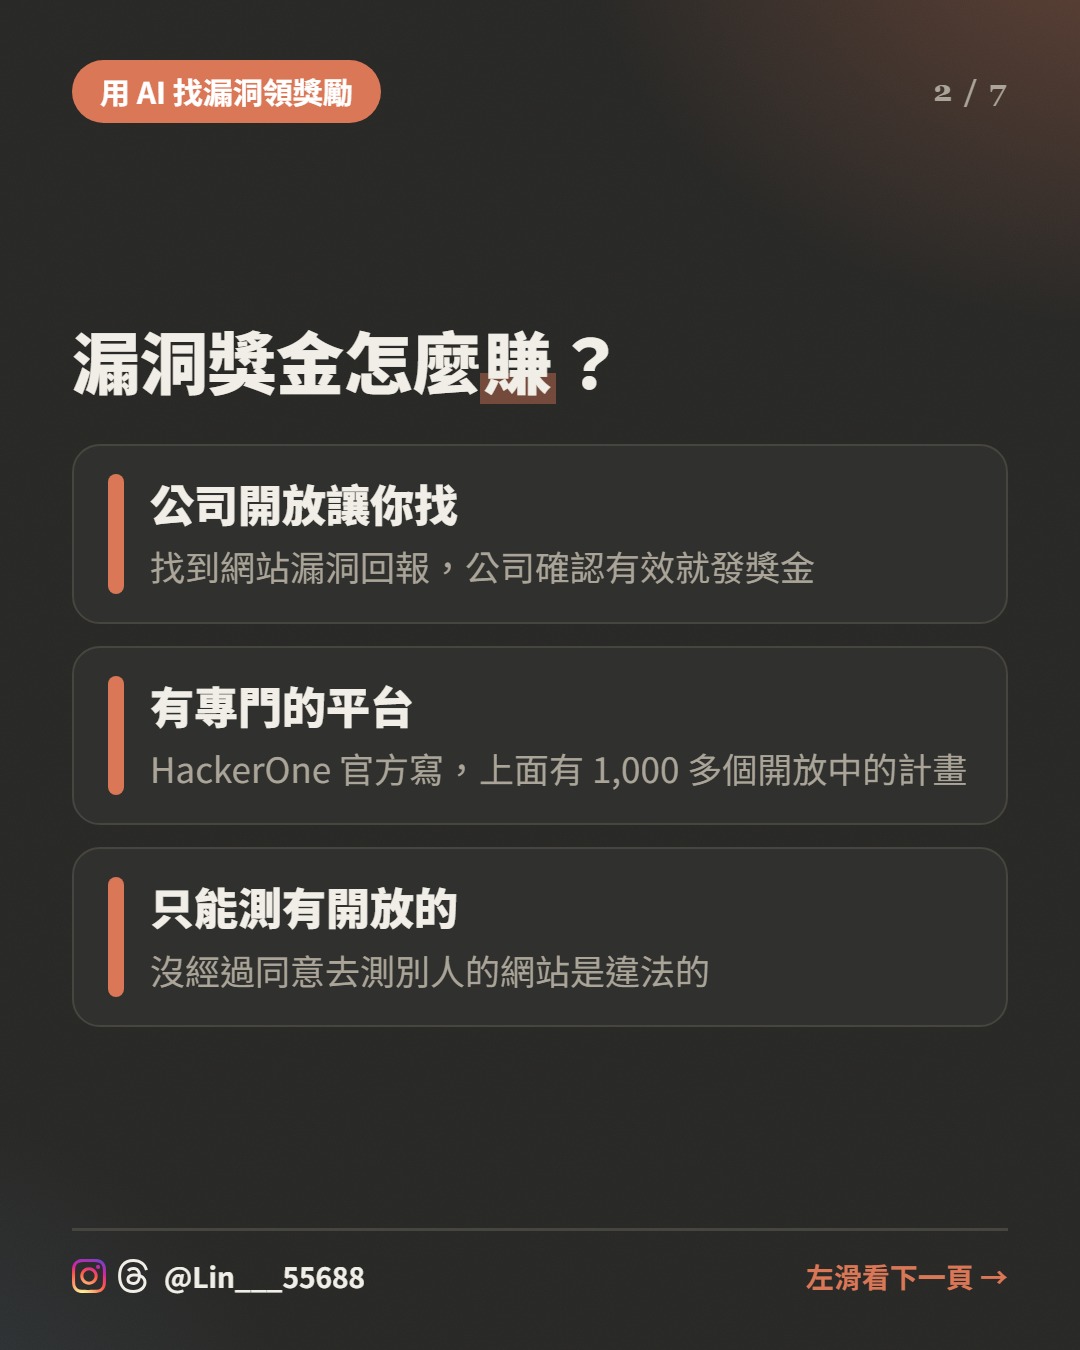 用 AI 找漏洞領獎勵
2 / 7
漏洞獎金怎麼賺？
公司開放讓你找
找到網站漏洞回報，公司確認有效就發獎金
有專門的平台
HackerOne 官方寫，上面有 1,000 多個開放中的計畫
只能測有開放的
沒經過同意去測別人的網站是違法的
@Lin___55688
左滑看下一頁 →